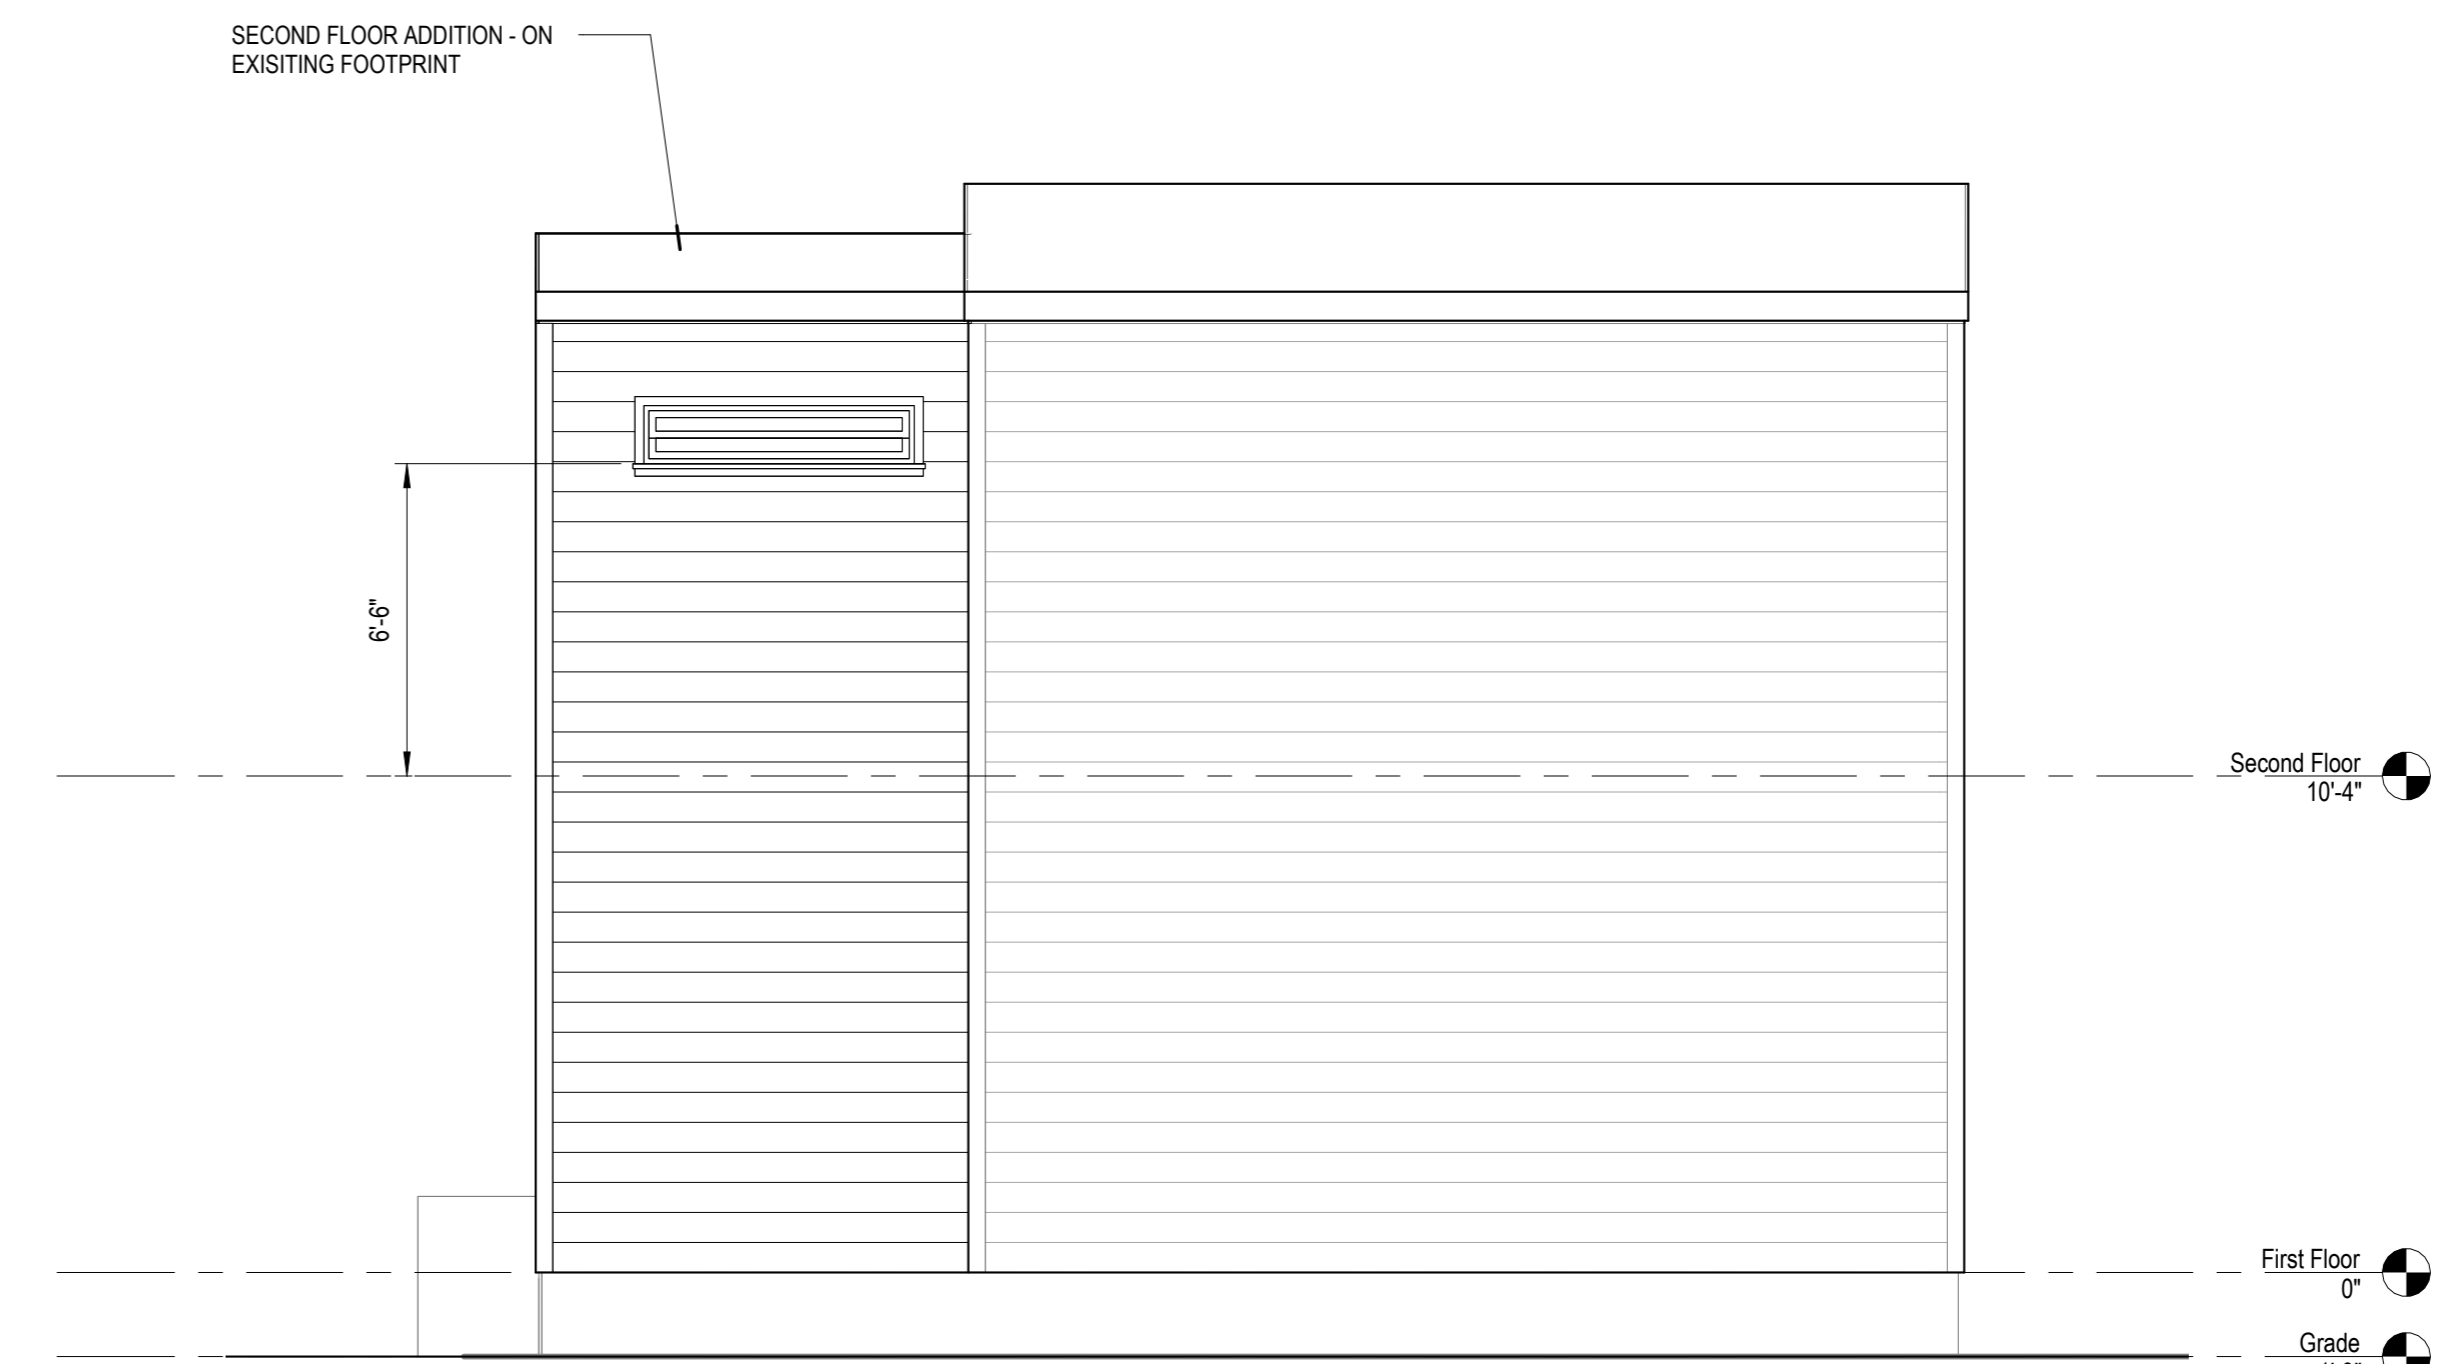 SECOND FLOOR ADDITION - ON
EXISITING FOOTPRINT
6'-6"
Second Floor
10'-4"
First Floor
0"
Grade